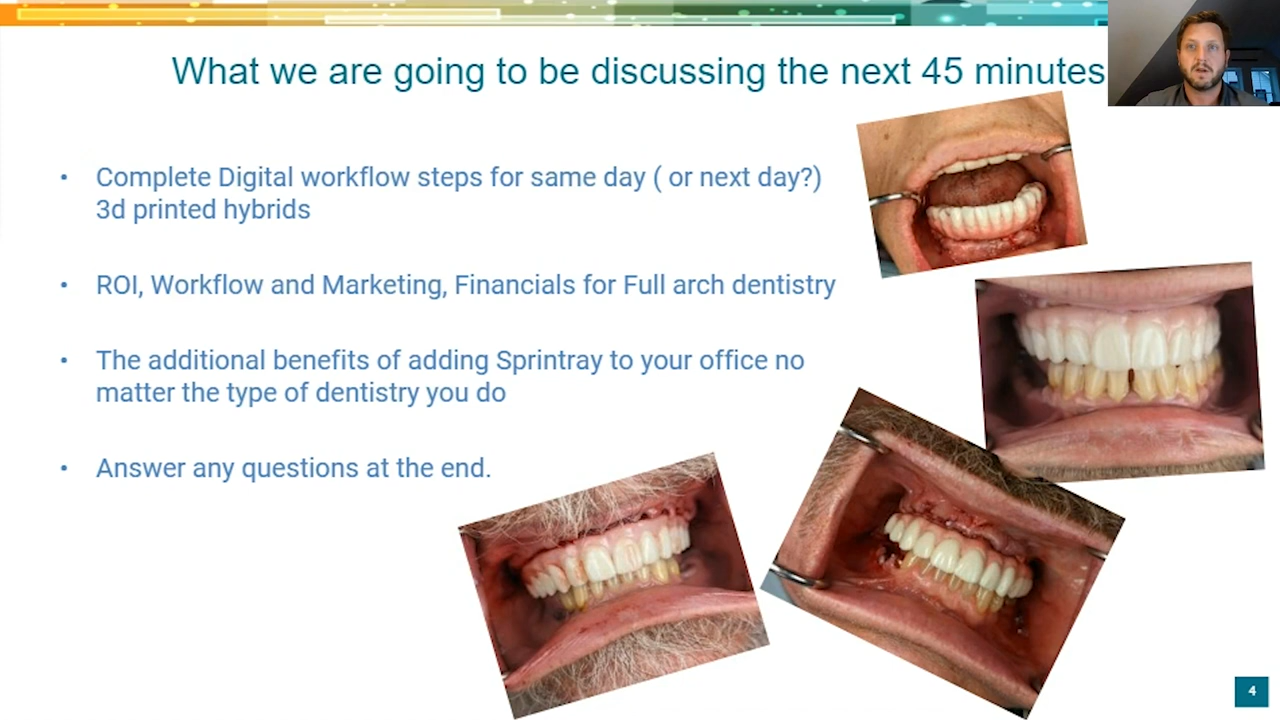 What we are going to be discussing the next 45 minutes
• Complete Digital workflow steps for same day ( or next day?)
3d printed hybrids
• ROI, Workflow and Marketing, Financials for Full arch dentistry
• The additional benefits of adding Sprintray to your office no
matter the type of dentistry you do
• Answer any questions at the end.
4